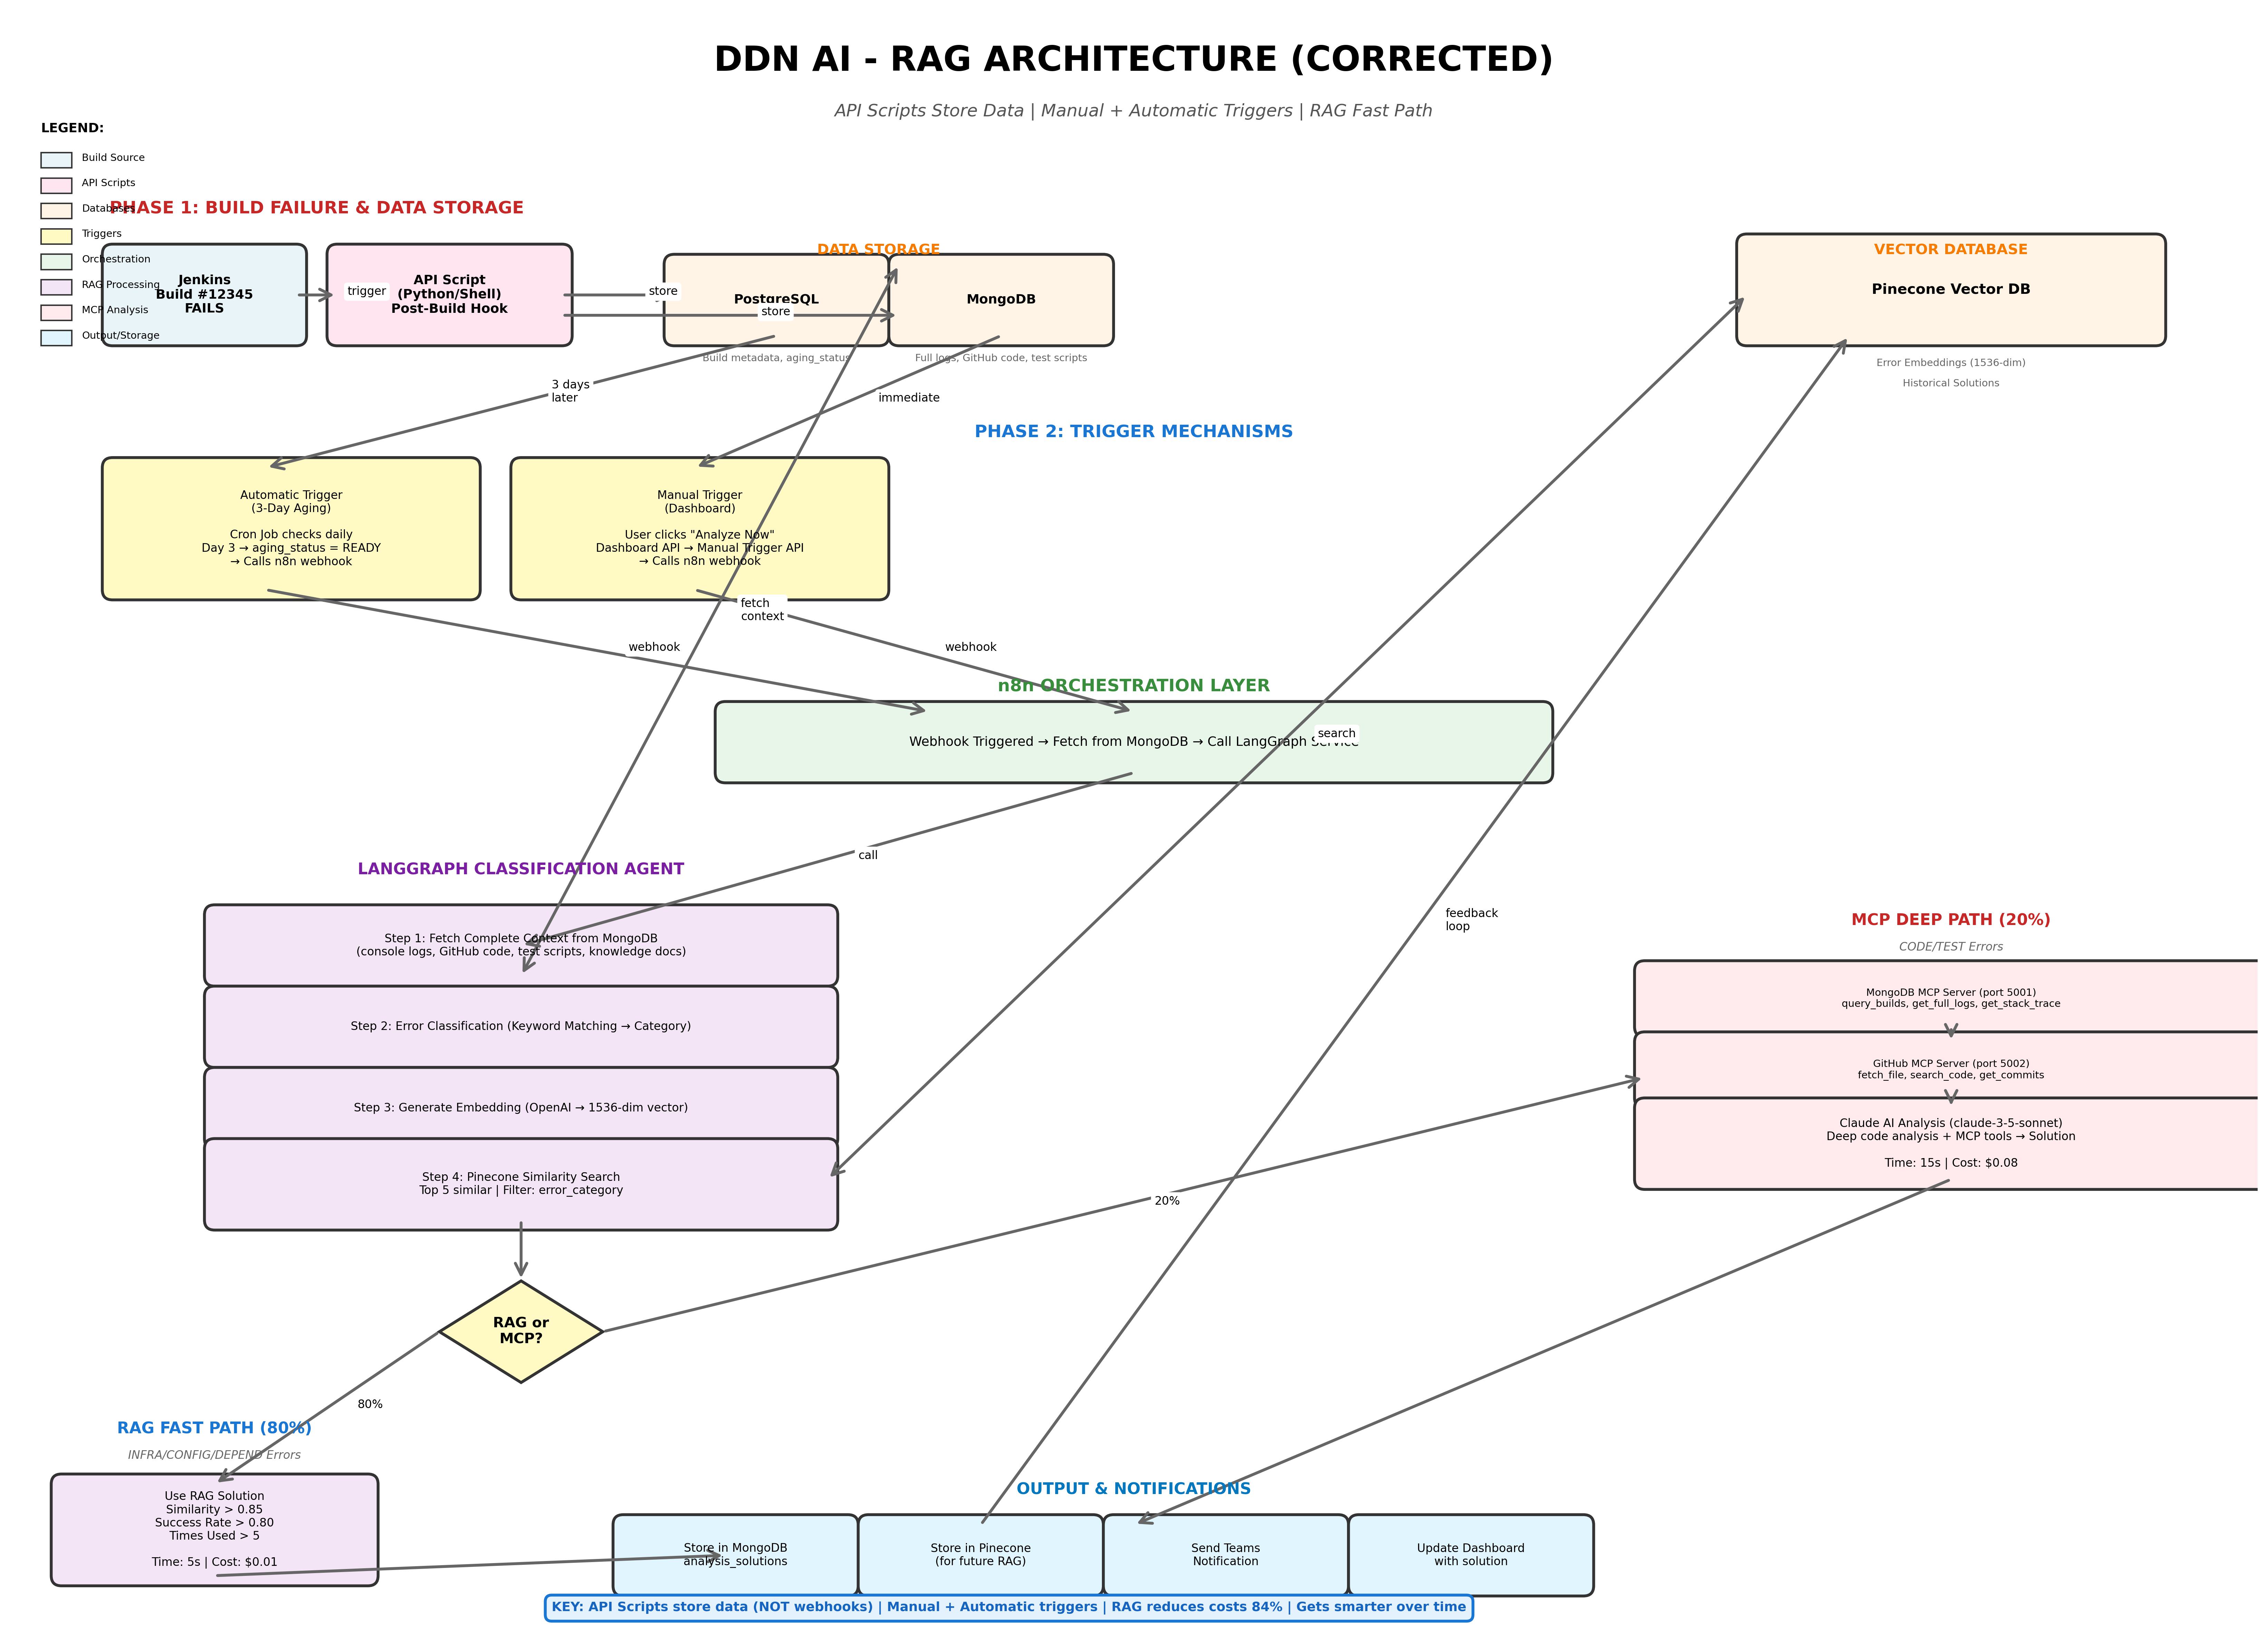 DDN AI - RAG ARCHITECTURE (CORRECTED)
API Scripts Store Data | Manual + Automatic Triggers | RAG Fast Path
LEGEND:
Build Source
API Scripts
Databases
Triggers
Orchestration
RAG Processing
MCP Analysis
Output/Storage
PHASE 1: BUILD FAILURE & DATA STORAGE
Jenkins
Build #12345
FAILS
trigger
API Script
(Python/Shell)
Post-Build Hook
store
store
DATA STORAGE
PostgreSQL
Build metadata, aging_status
MongoDB
Full logs, GitHub code, test scripts
VECTOR DATABASE
Pinecone Vector DB
Error Embeddings (1536-dim)
Historical Solutions
3 days
later
immediate
PHASE 2: TRIGGER MECHANISMS
Automatic Trigger
(3-Day Aging)
Cron Job checks daily
Day 3 → aging_status = READY
→ Calls n8n webhook
Manual Trigger
(Dashboard)
User clicks "Analyze Now"
Dashboard API → Manual Trigger API
→ Calls n8n webhook
fetch
context
webhook
webhook
n8n ORCHESTRATION LAYER
Webhook Triggered → Fetch from MongoDB → Call LangGraph Service
search
call
LANGGRAPH CLASSIFICATION AGENT
Step 1: Fetch Complete Context from MongoDB
(console logs, GitHub code, test scripts, knowledge docs)
Step 2: Error Classification (Keyword Matching → Category)
Step 3: Generate Embedding (OpenAI → 1536-dim vector)
Step 4: Pinecone Similarity Search
Top 5 similar | Filter: error_category
feedback
loop
MCP DEEP PATH (20%)
CODE/TEST Errors
MongoDB MCP Server (port 5001)
query_builds, get_full_logs, get_stack_trace
GitHub MCP Server (port 5002)
fetch_file, search_code, get_commits
Claude AI Analysis (claude-3-5-sonnet)
Deep code analysis + MCP tools → Solution
Time: 15s | Cost: $0.08
20%
RAG or
MCP?
80%
RAG FAST PATH (80%)
INFRA/CONFIG/DEPEND Errors
Use RAG Solution
Similarity > 0.85
Success Rate > 0.80
Times Used > 5
Time: 5s | Cost: $0.01
OUTPUT & NOTIFICATIONS
Store in MongoDB
analysis_solutions
Store in Pinecone
(for future RAG)
Send Teams
Notification
Update Dashboard
with solution
KEY: API Scripts store data (NOT webhooks) | Manual + Automatic triggers | RAG reduces costs 84% | Gets smarter over time